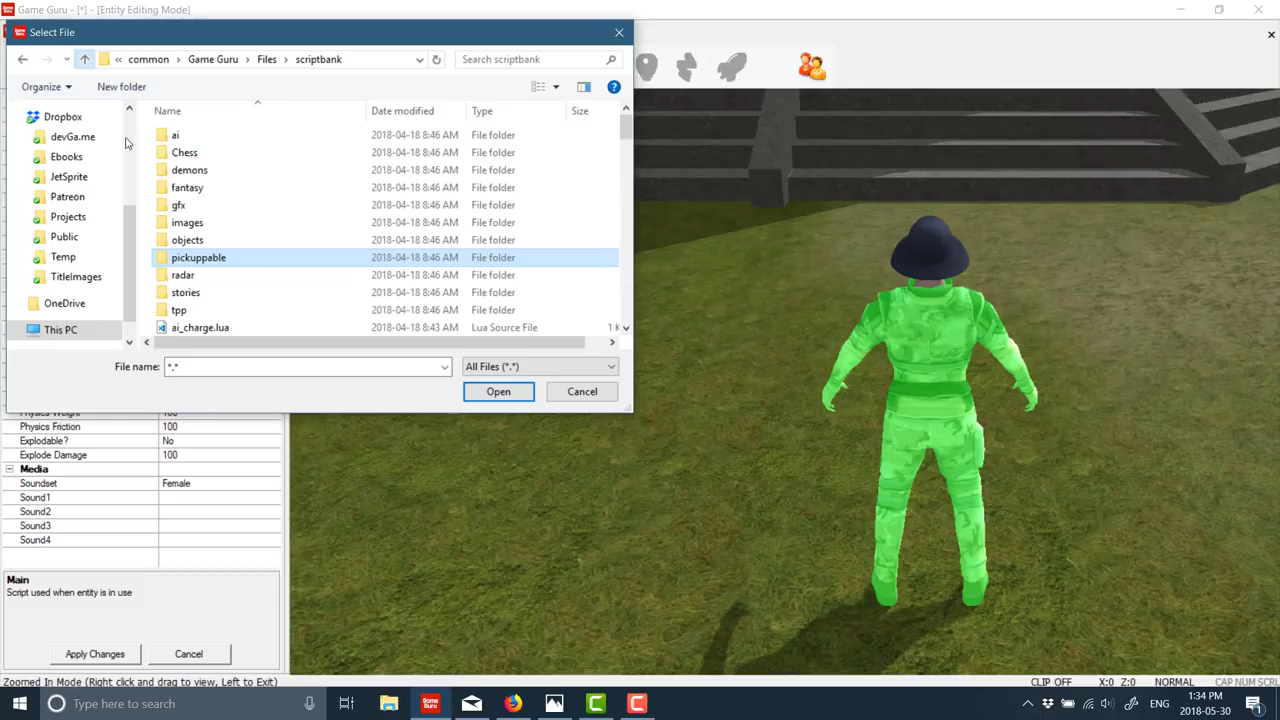 Game Guru - [*] - [Entity Editing Mode]
Select File
« common > Game Guru > Files > scriptbank
Search scriptbank
Organize
New folder
Name Date modified Type Size
Dropbox
devGa.me
Ebooks
JetSprite
Patreon
Projects
Public
Temp
TitleImages
OneDrive
This PC
ai 2018-04-18 8:46 AM File folder
Chess 2018-04-18 8:46 AM File folder
demons 2018-04-18 8:46 AM File folder
fantasy 2018-04-18 8:46 AM File folder
gfx 2018-04-18 8:46 AM File folder
images 2018-04-18 8:46 AM File folder
objects 2018-04-18 8:46 AM File folder
pickuppable 2018-04-18 8:46 AM File folder
radar 2018-04-18 8:46 AM File folder
stories 2018-04-18 8:46 AM File folder
tpp 2018-04-18 8:46 AM File folder
ai_charge.lua 2018-04-18 8:43 AM Lua Source File 1
File name: *.* All Files (*.*)
Open Cancel
Physics Weight 100
Physics Friction 100
Explodable? No
Explode Damage 100
Media
Soundset Female
Sound1
Sound2
Sound3
Sound4
Main
Script used when entity is in use
Apply Changes Cancel
Zoomed In Mode (Right click and drag to view, Left to Exit)
CLIP OFF X:0 Z:0 NORMAL CAP NUM SCRL
Type here to search
GAME GURU
1:34 PM
2018-05-30
1